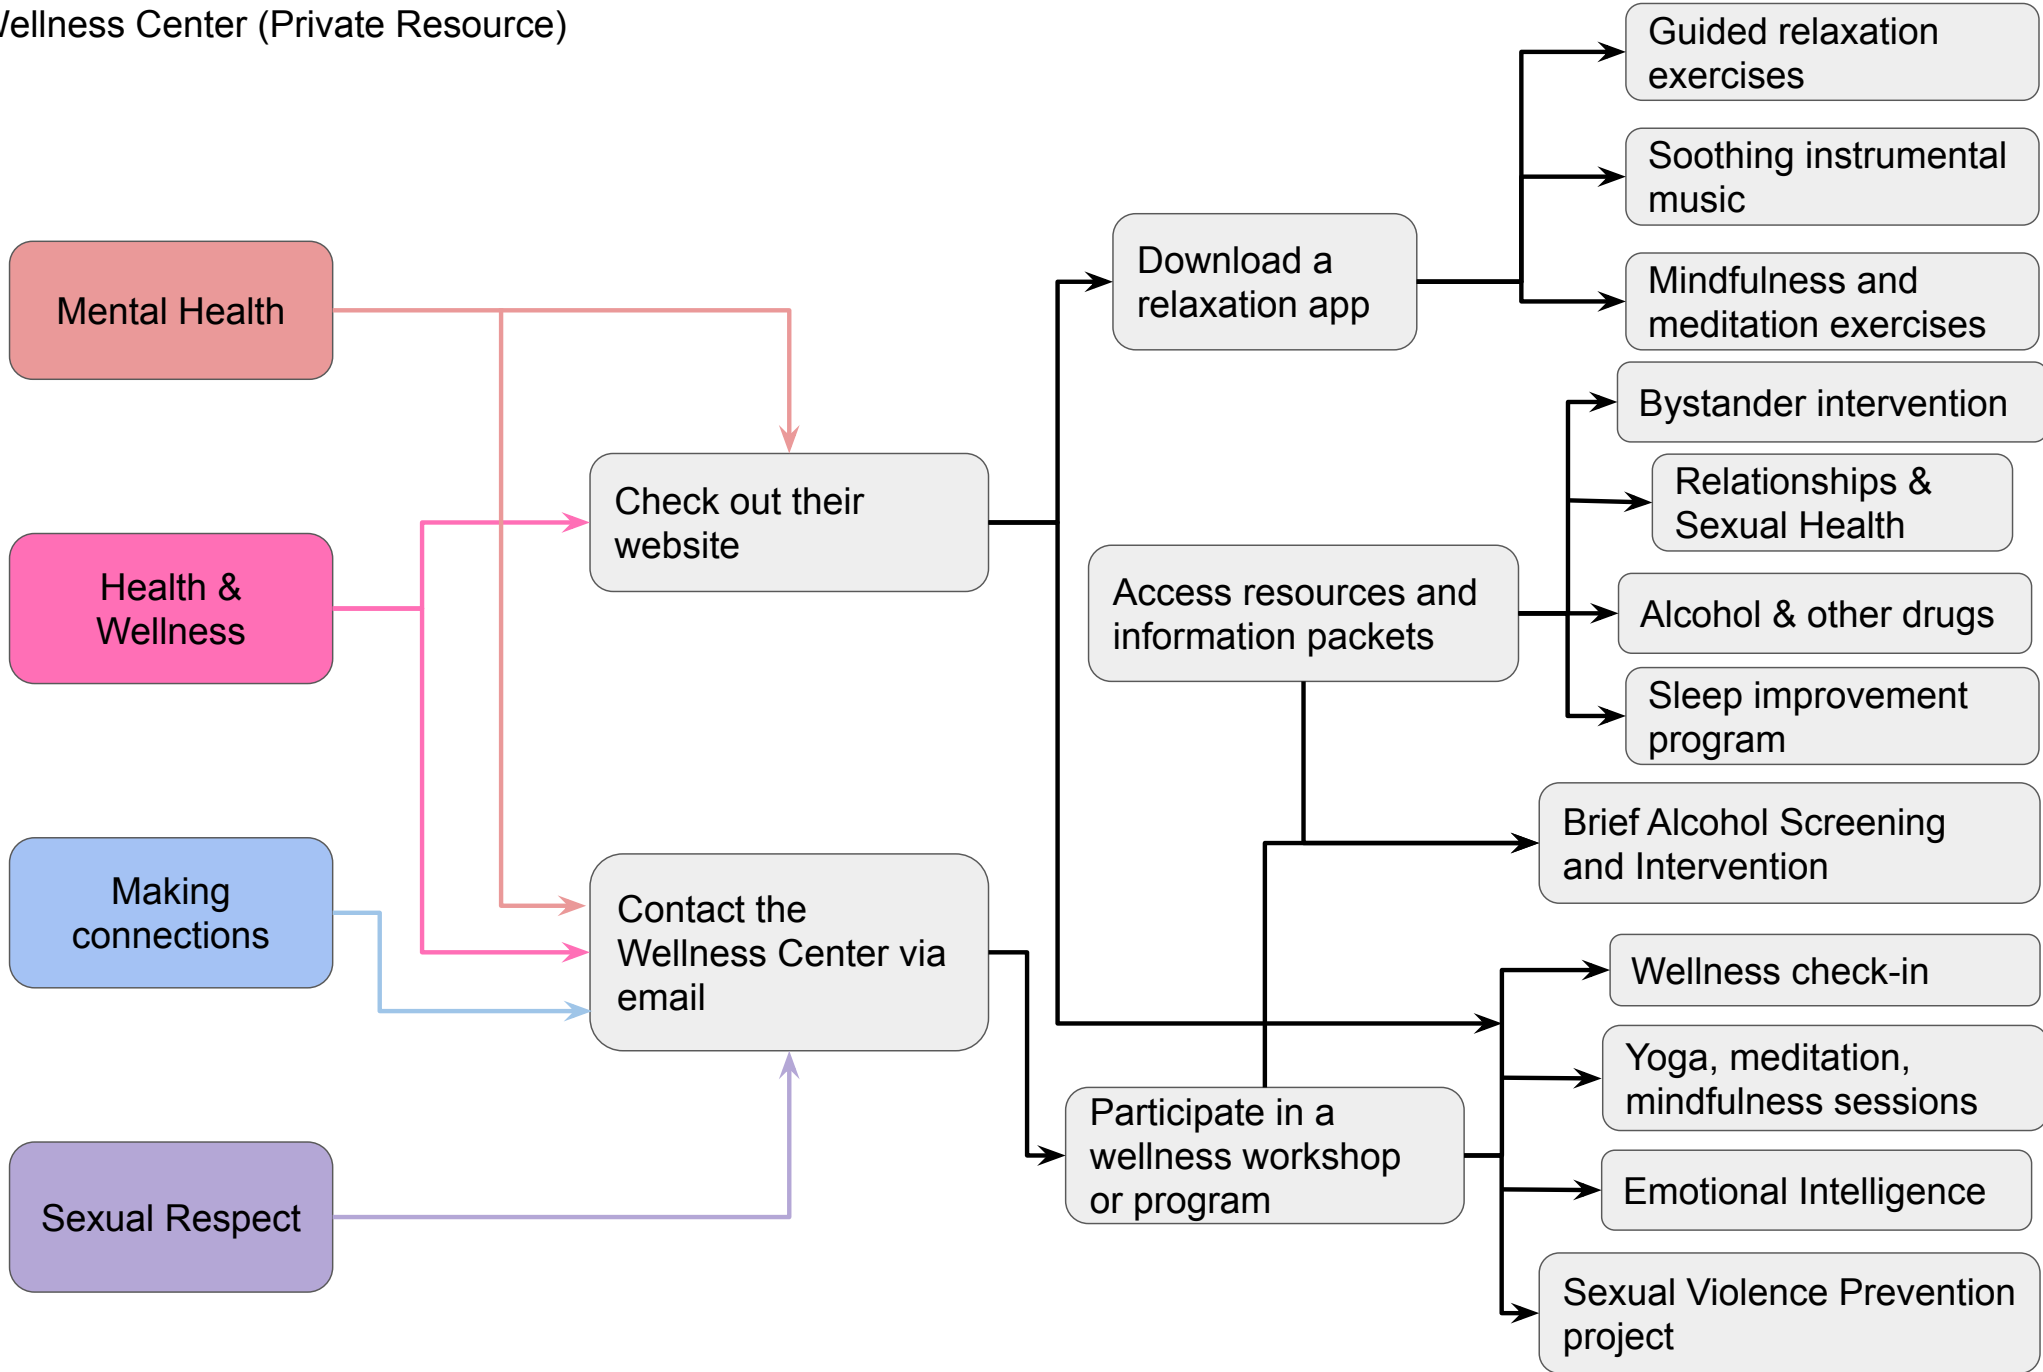 Wellness Center (Private Resource)
Mental Health
Health &
Wellness
Making
connections
Sexual Respect
Check out their
website
Contact the
Wellness Center via
email
Download a
relaxation app
Access resources and
information packets
Participate in a
wellness workshop
or program
Guided relaxation
exercises
Soothing instrumental
music
Mindfulness and
meditation exercises
Bystander intervention
Relationships &
Sexual Health
Alcohol & other drugs
Sleep improvement
program
Brief Alcohol Screening
and Intervention
Wellness check-in
Yoga, meditation,
mindfulness sessions
Emotional Intelligence
Sexual Violence Prevention
project